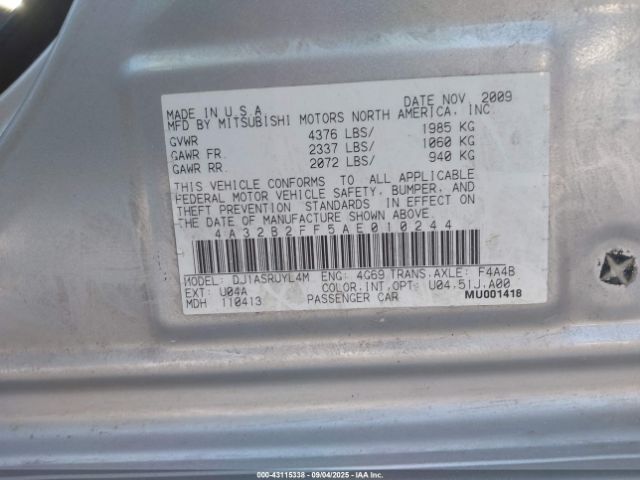 MADE IN U S A DATE NOV 2009
MFD BY MITSUBISHI MOTORS NORTH AMERICA, INC
GVWR 4376 LBS/ 1985 KG
GAWR FR. 2337 LBS/ 1060 KG
GAWR RR. 2072 LBS/ 940 KG
THIS VEHICLE CONFORMS TO ALL APPLICABLE
FEDERAL MOTOR VEHICLE SAFETY, BUMPER, AND
THEFT PREVENTION STANDARDS IN EFFECT ON
THE DATE OF MANUFACTURE SHOWN ABOVE.
4A32B2FF5AE010244
MODEL: DJ1ASRUYL4M ENG: 4G69 TRANS.AXLE: F4A4B
EXT: U04A COLOR.INT.OPT: U04.51J.A00
MDH 110413 PASSENGER CAR MU001418
000-43115338 - 09/04/2025 - IAAI, Inc.